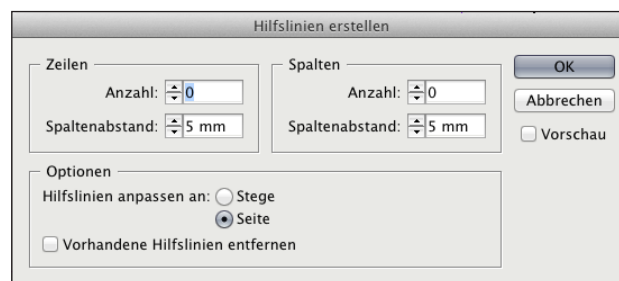 Hilfslinien erstellen
Zeilen
Anzahl: 0
Spaltenabstand: 5 mm
Spalten
Anzahl: 0
Spaltenabstand: 5 mm
OK
Abbrechen
Vorschau
Optionen
Hilfslinien anpassen an: Stege
Seite
Vorhandene Hilfslinien entfernen